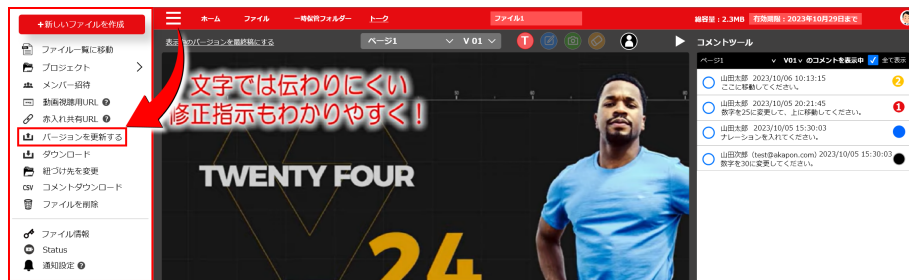 +新しいファイルを作成
ファイル一覧に移動
プロジェクト
メンバー招待
動画視聴用URL
赤入れ共有URL
バージョンを更新する
ダウンロード
紐づけ先を変更
CSV コメントダウンロード
ファイルを削除
ファイル情報
Status
通知設定
ホーム ファイル 一時保管フォルダー トーク ファイル1 総容量：2.3MB 有効期限：2023年10月29日まで
表示中のバージョンを最終稿にする ページ1 V 01 T
文字では伝わりにくい
修正指示もわかりやすく！
TWENTY FOUR
24
コメントツール
ページ1 V01 のコメントを表示中 全て表示
山田太郎 2023/10/06 10:13:15
ここに移動してください。
2
山田太郎 2023/10/05 20:21:45
数字を25に変更して、上に移動してください。
1
山田太郎 2023/10/05 15:30:03
ナレーションを入れてください。
山田次郎 (test@akapon.com) 2023/10/05 15:30:03
数字を30に変更してください。